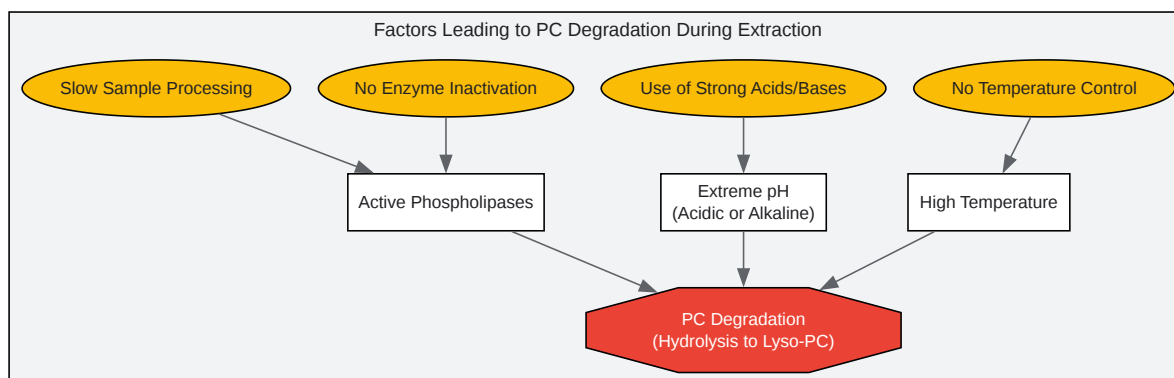 Factors Leading to PC Degradation During Extraction
Slow Sample Processing
No Enzyme Inactivation
Use of Strong Acids/Bases
No Temperature Control
Active Phospholipases
Extreme pH
(Acidic or Alkaline)
High Temperature
PC Degradation
(Hydrolysis to Lyso-PC)